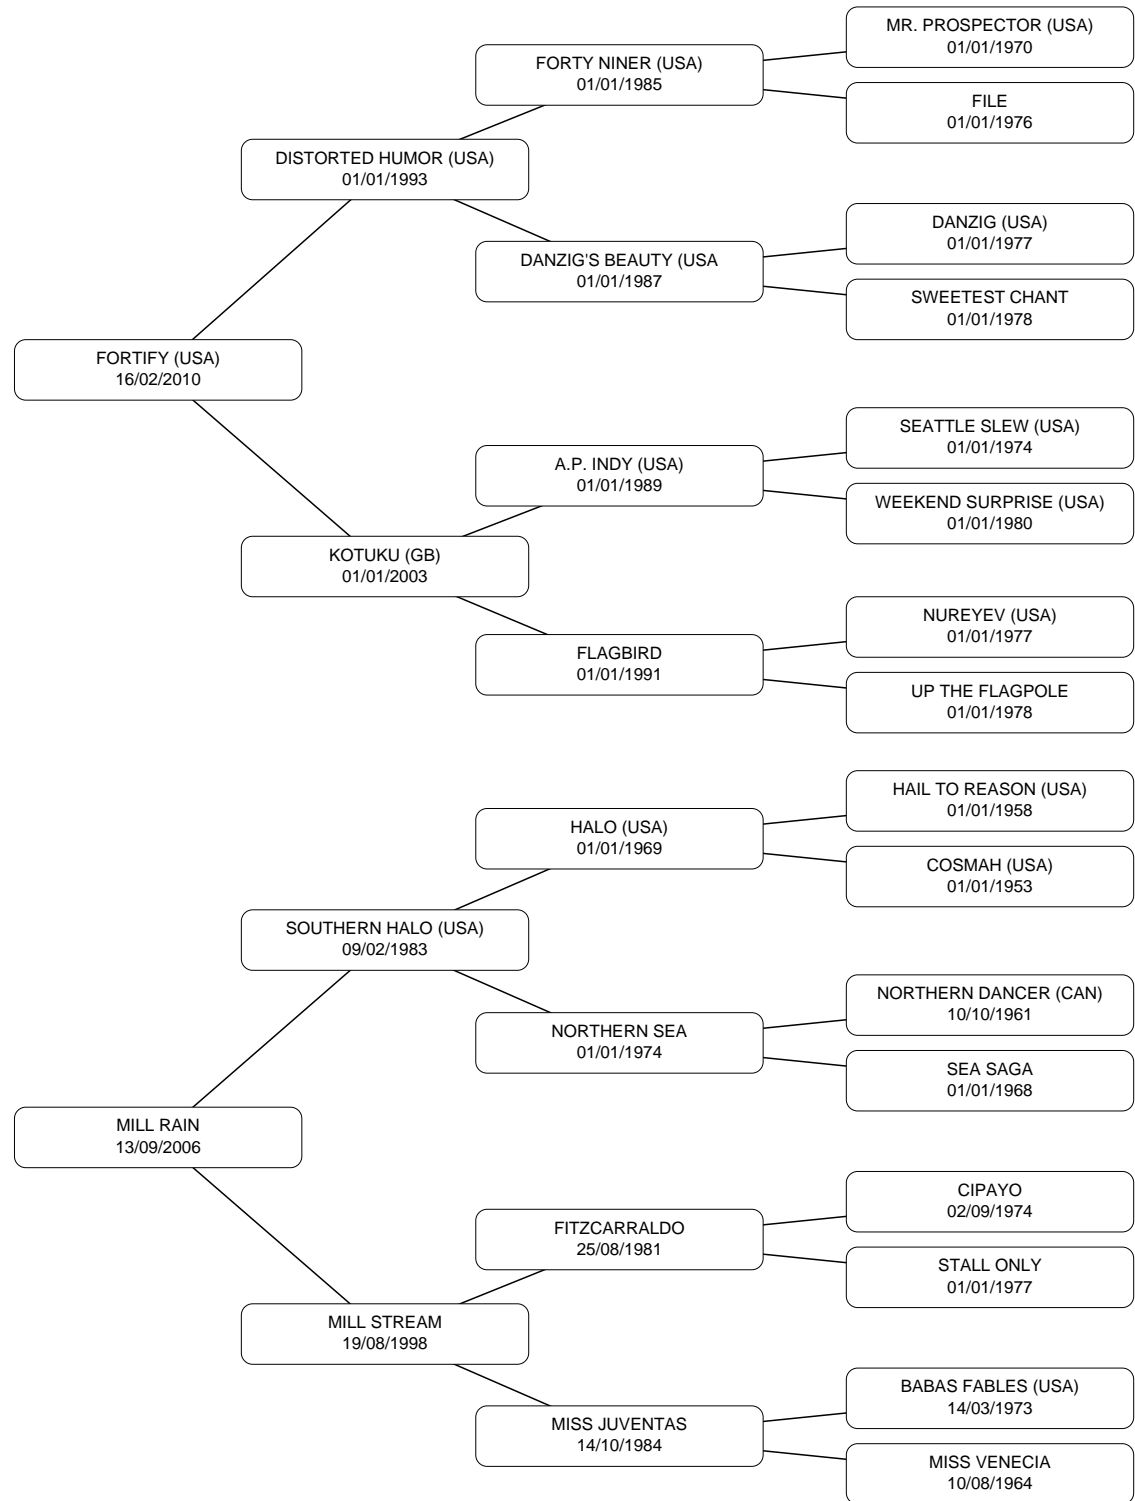 MR. PROSPECTOR (USA)
01/01/1970
FORTY NINER (USA)
01/01/1985
FILE
01/01/1976
DISTORTED HUMOR (USA)
01/01/1993
DANZIG (USA)
01/01/1977
DANZIG'S BEAUTY (USA
01/01/1987
SWEETEST CHANT
01/01/1978
FORTIFY (USA)
16/02/2010
SEATTLE SLEW (USA)
01/01/1974
A.P. INDY (USA)
01/01/1989
WEEKEND SURPRISE (USA)
01/01/1980
KOTUKU (GB)
01/01/2003
NUREYEV (USA)
01/01/1977
FLAGBIRD
01/01/1991
UP THE FLAGPOLE
01/01/1978
HAIL TO REASON (USA)
01/01/1958
HALO (USA)
01/01/1969
COSMAH (USA)
01/01/1953
SOUTHERN HALO (USA)
09/02/1983
NORTHERN DANCER (CAN)
10/10/1961
NORTHERN SEA
01/01/1974
SEA SAGA
01/01/1968
MILL RAIN
13/09/2006
CIPAYO
02/09/1974
FITZCARRALDO
25/08/1981
STALL ONLY
01/01/1977
MILL STREAM
19/08/1998
BABAS FABLES (USA)
14/03/1973
MISS JUVENTAS
14/10/1984
MISS VENECIA
10/08/1964